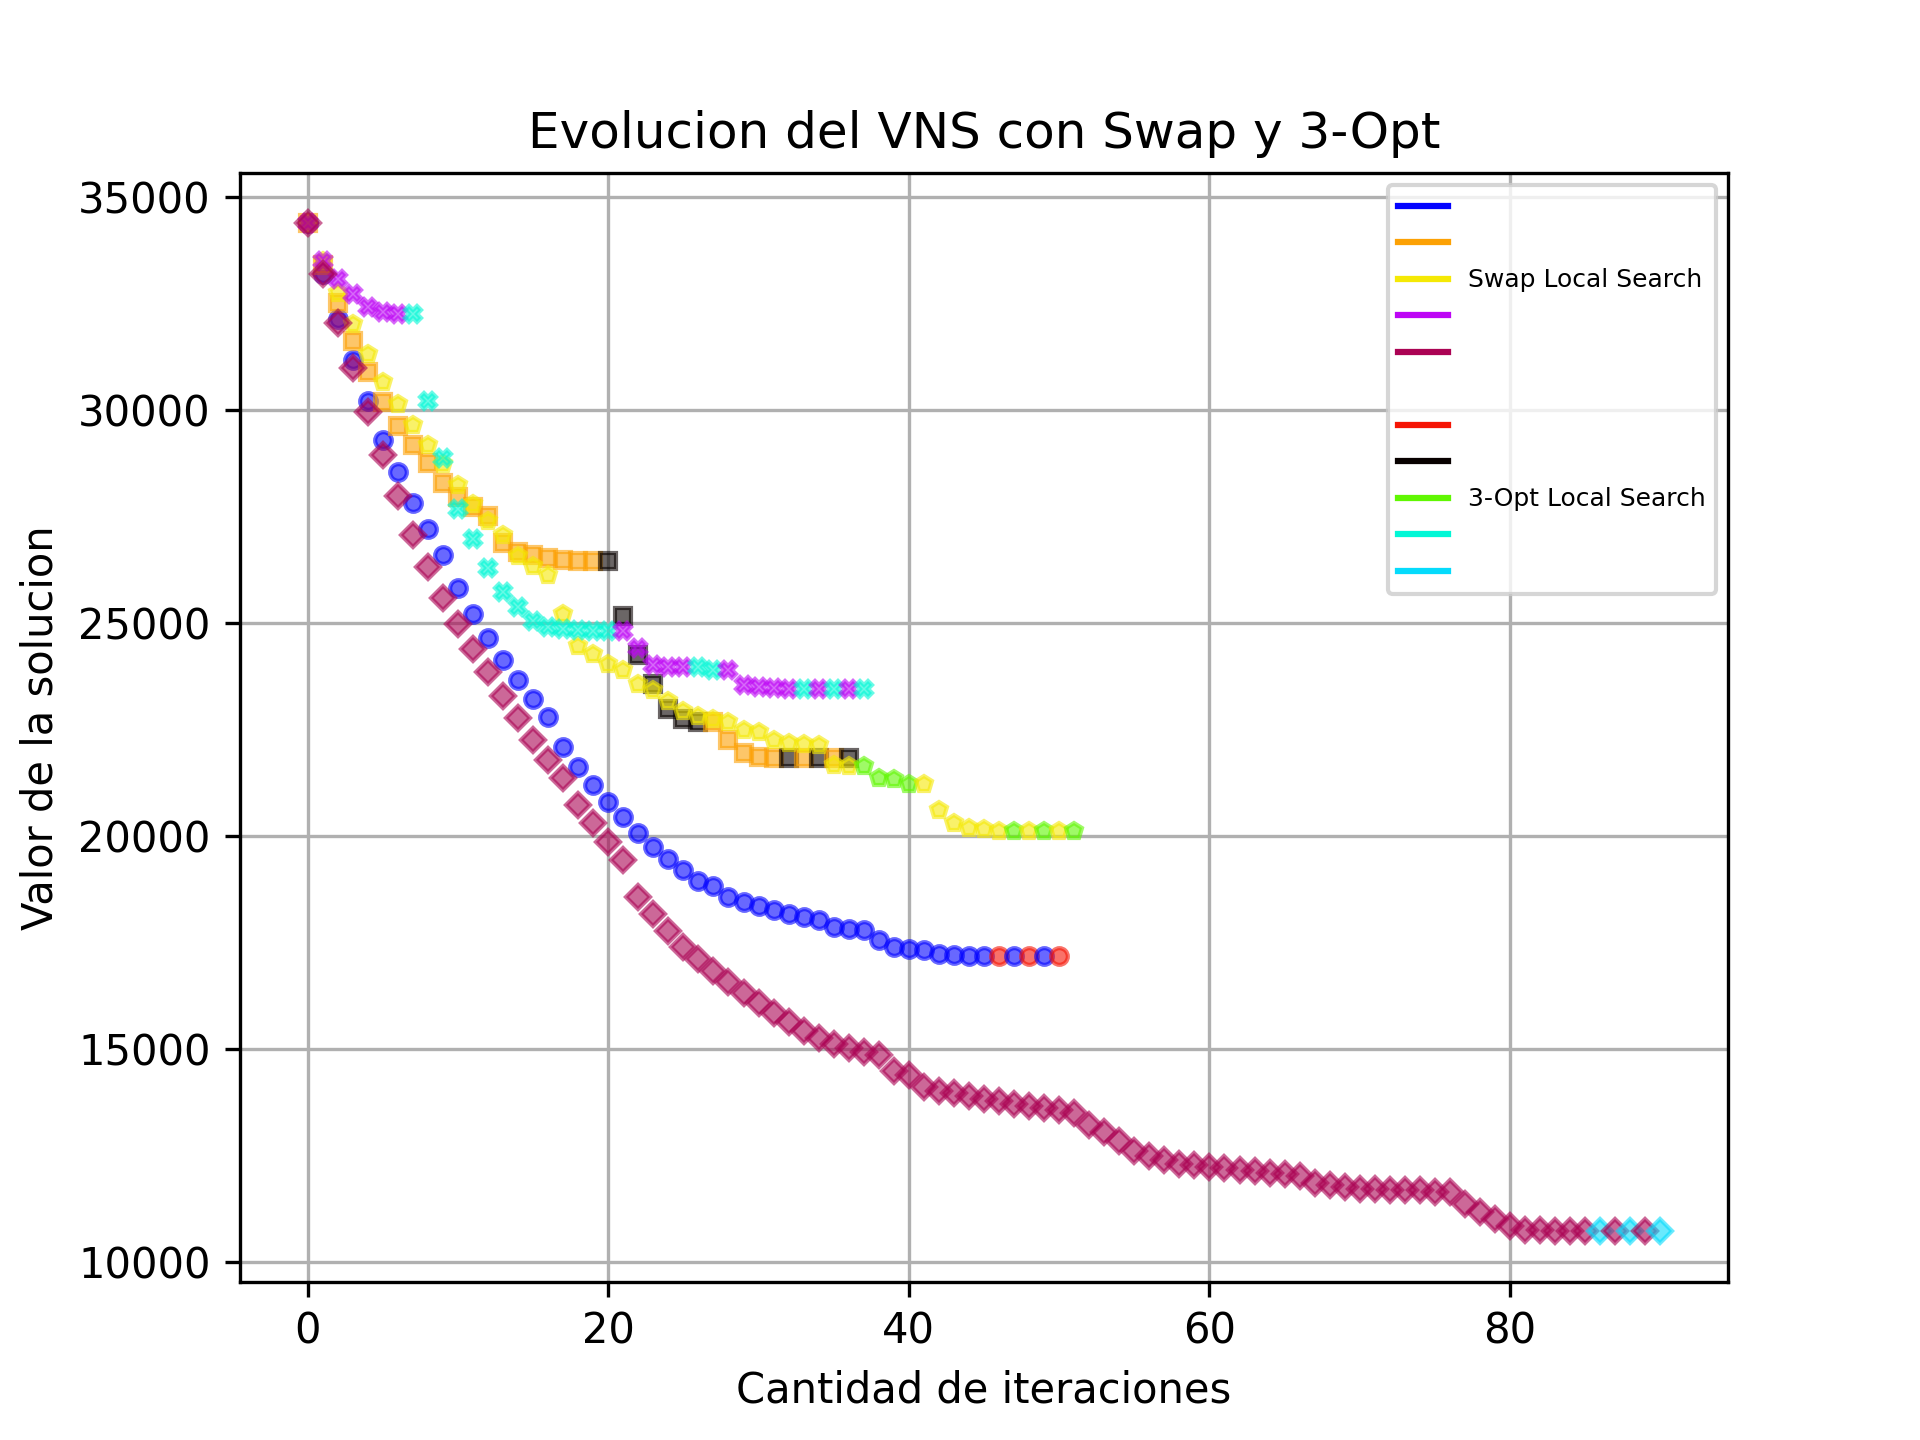 Evolucion del VNS con Swap y 3-Opt
35000
30000
25000
20000
15000
10000
Valor de la solucion
Swap Local Search
3-Opt Local Search
0 20 40 60 80
Cantidad de iteraciones